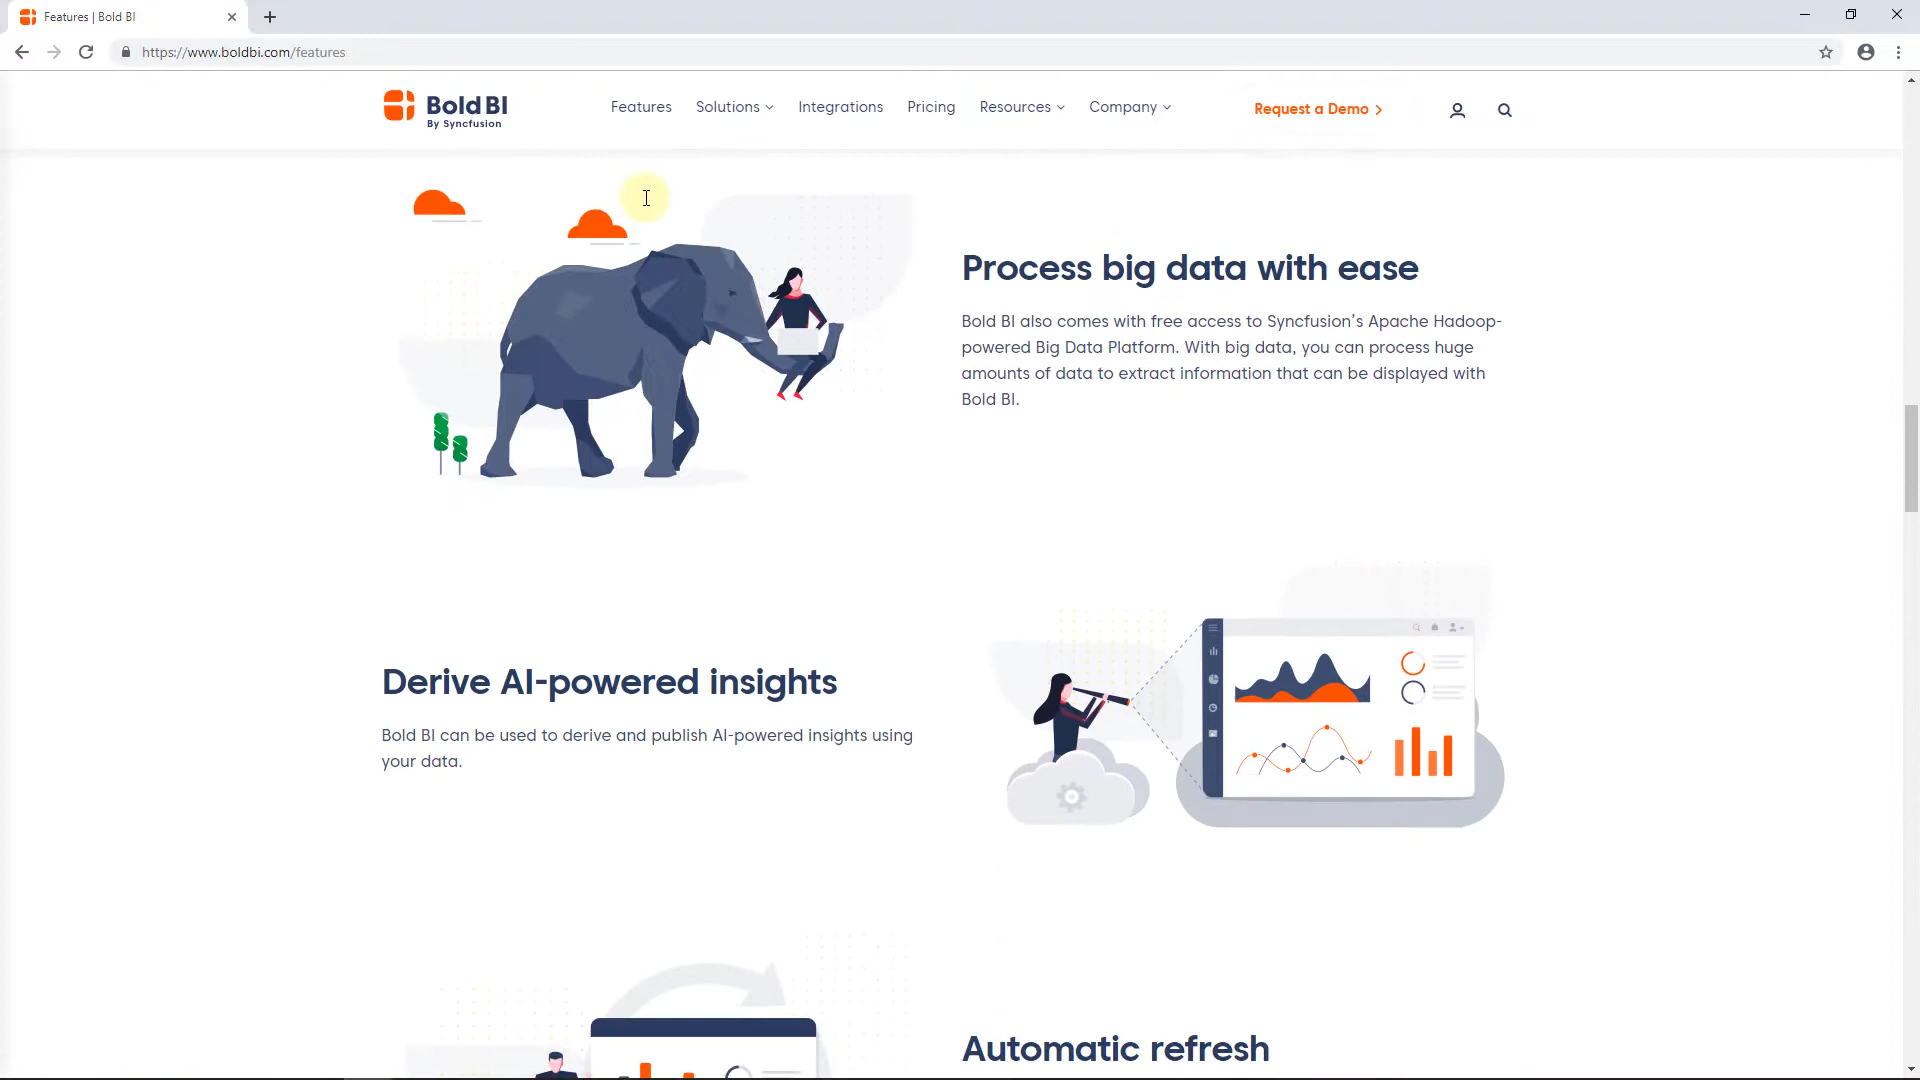 Features | Bold BI
https://www.boldbi.com/features
Bold BI
By Syncfusion
Features
Solutions
Integrations
Pricing
Resources
Company
Request a Demo
Process big data with ease
Bold BI also comes with free access to Syncfusion’s Apache Hadoop-
powered Big Data Platform. With big data, you can process huge
amounts of data to extract information that can be displayed with
Bold BI.
Derive AI-powered insights
Bold BI can be used to derive and publish AI-powered insights using
your data.
Automatic refresh